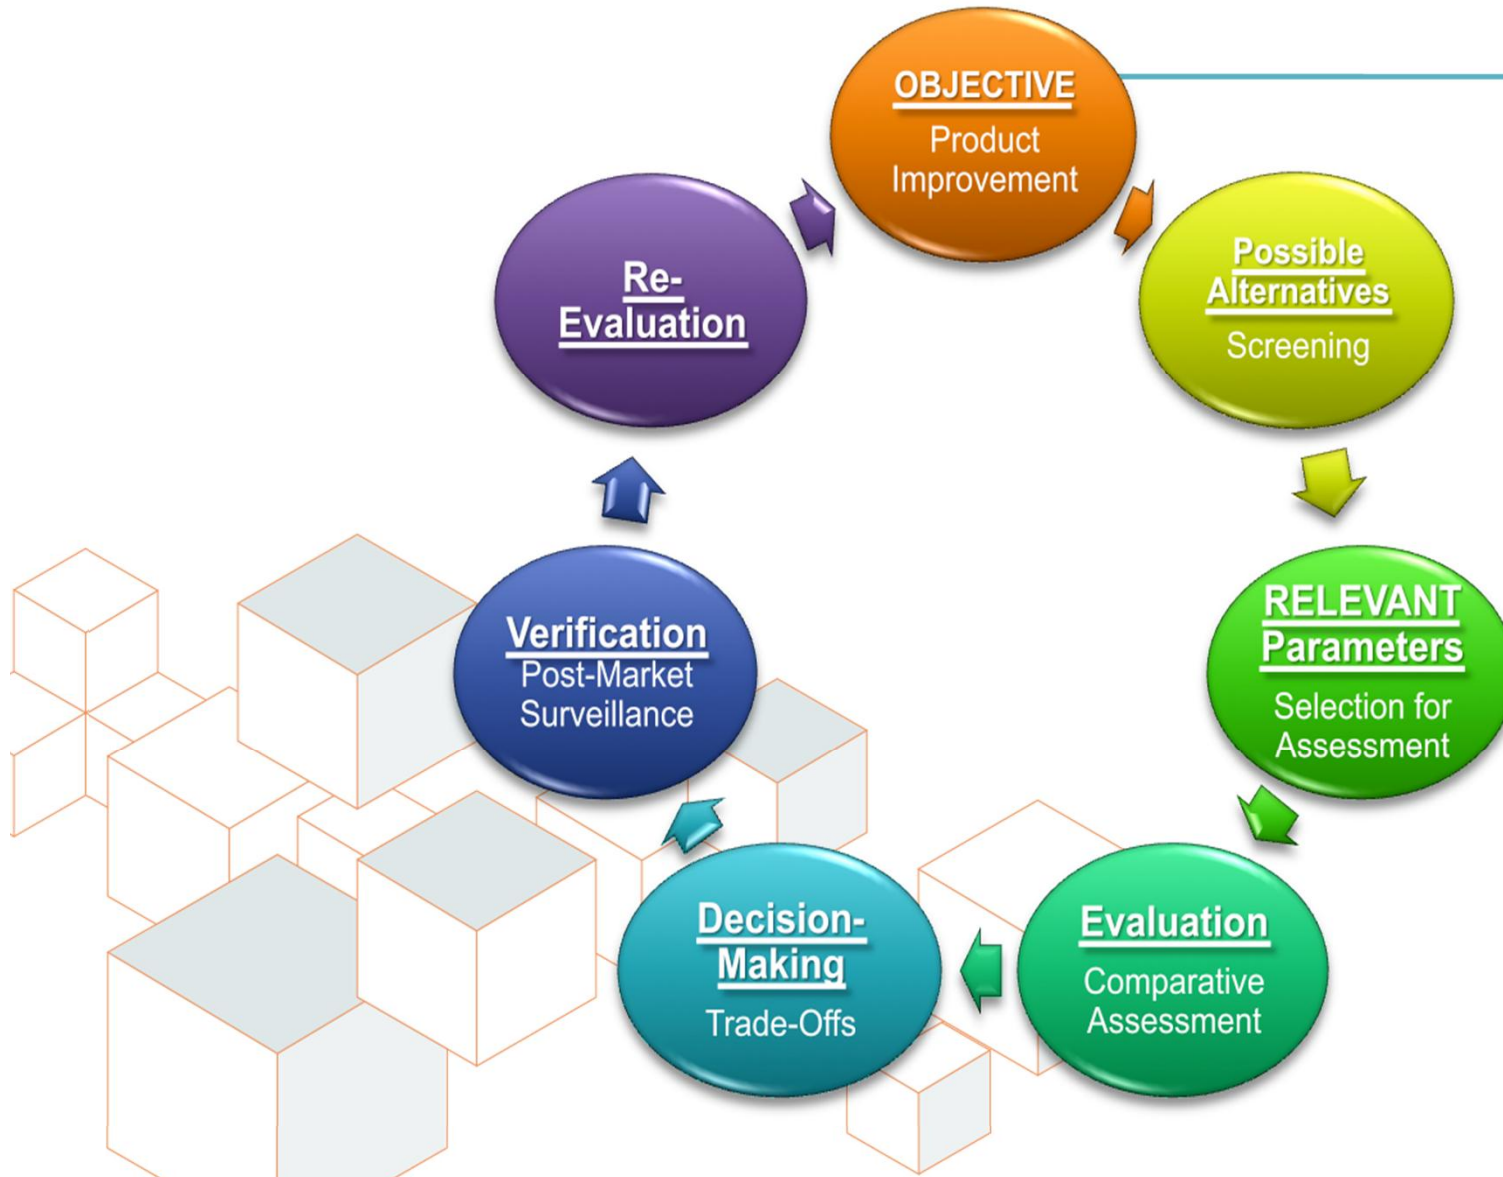 OBJECTIVE
Product
Improvement
Possible
Alternatives
Screening
RELEVANT
Parameters
Selection for
Assessment
Evaluation
Comparative
Assessment
Decision-
Making
Trade-Offs
Verification
Post-Market
Surveillance
Re-
Evaluation